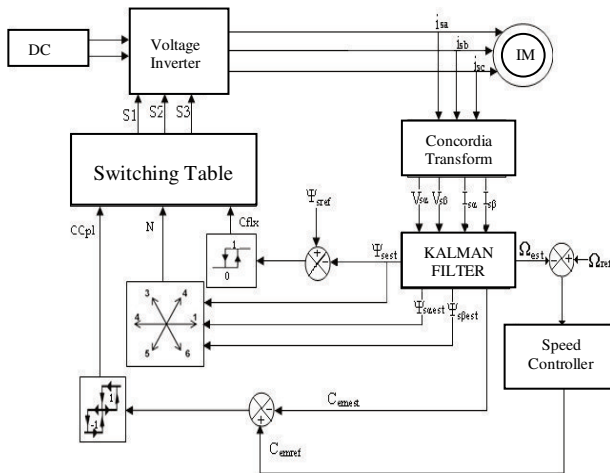 DC
Voltage
Inverter
isa
isb
isc
IM
S1
S2
S3
Concordia
Transform
Switching Table
Vsα
Vsβ
Isα
Isβ
CCpl
N
Cflx
Ψsref
1
0
Ψsest
KALMAN
FILTER
Ωest
Ωref
- +
- +
3
4
4
1
5
6
Ψsαest
Ψsβest
Speed
Controller
1
-1
-
+
Cemest
Cemref